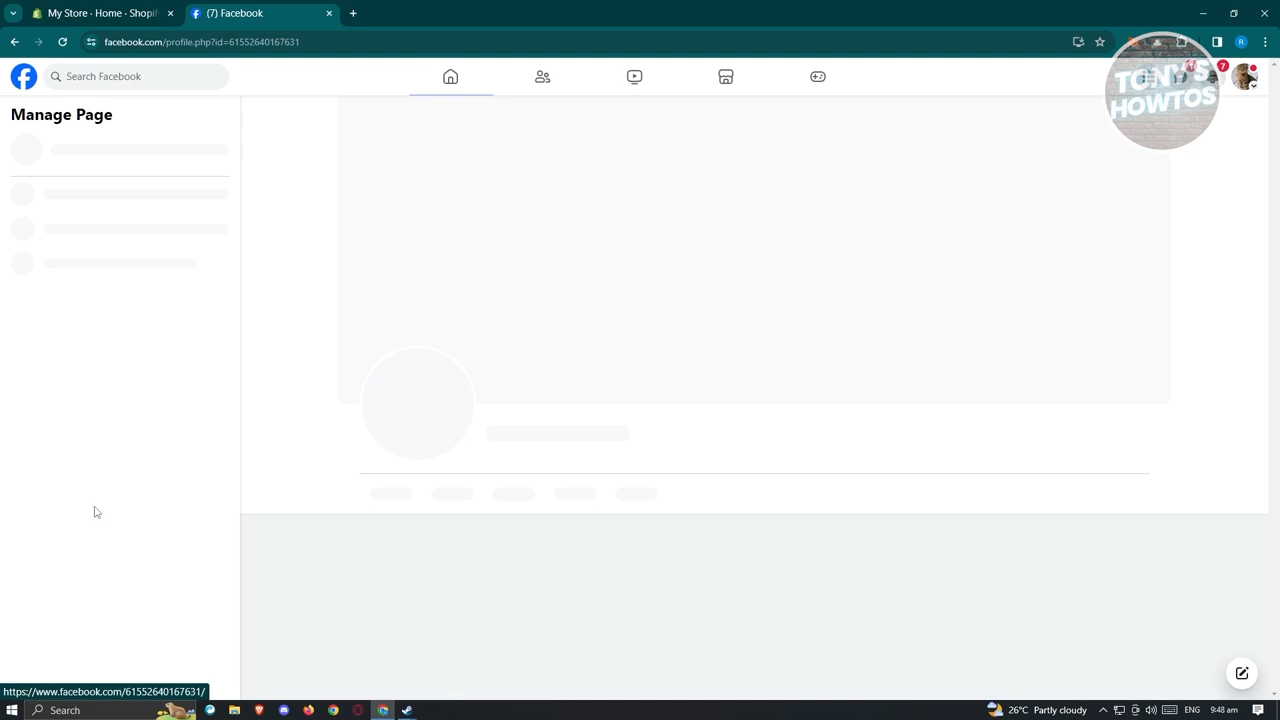 My Store · Home · Shopif
(7) Facebook
facebook.com/profile.php?id=61552640167631
R
Search Facebook
7
TONY'S
HOWTOS
Manage Page
https://www.facebook.com/61552640167631/
Search
26°C Partly cloudy
ENG
9:48 am